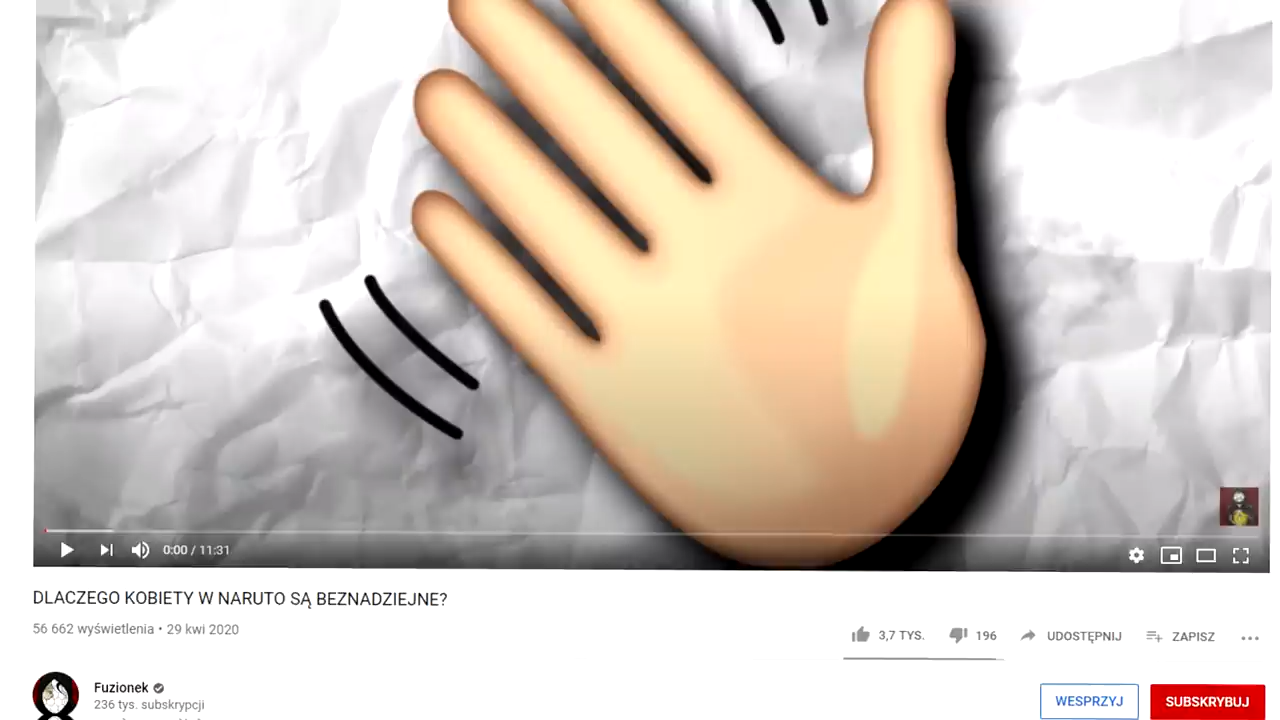 0:00 / 11:31
DLACZEGO KOBIETY W NARUTO SĄ BEZNADZIEJNE?
56 662 wyświetlenia • 29 kwi 2020
3,7 TYS. 196 UDOSTĘPNIJ ZAPISZ
Fuzionek
236 tys. subskrypcji
WESPRZYJ SUBSKRYBUJ